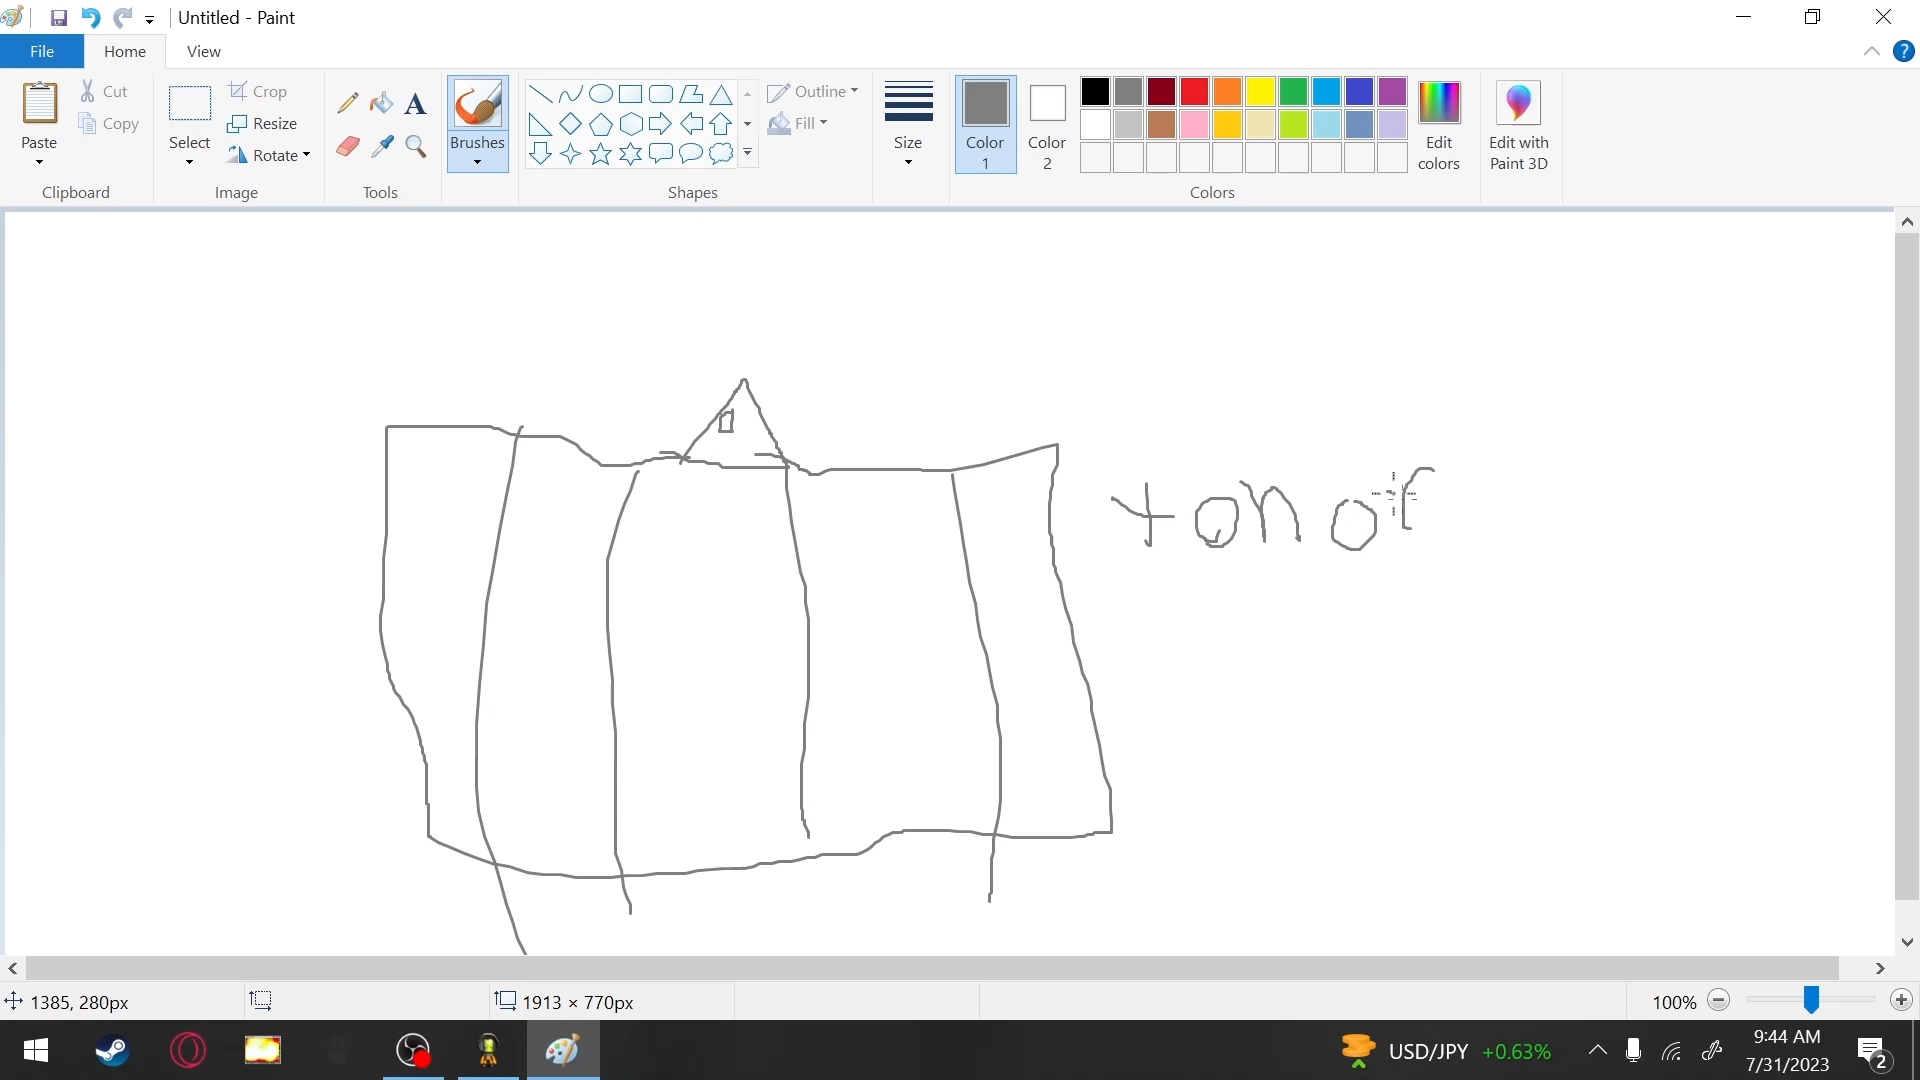 Untitled - Paint
File Home View
Paste
Cut
Copy
Clipboard
Select
Crop
Resize
Rotate
Image
Tools
Brushes
Shapes
Outline
Fill
Size
Color 1
Color 2
Edit colors
Colors
Edit with Paint 3D
ton of
1385, 280px
1913 × 770px
100%
USD/JPY +0.63%
9:44 AM
7/31/2023
2